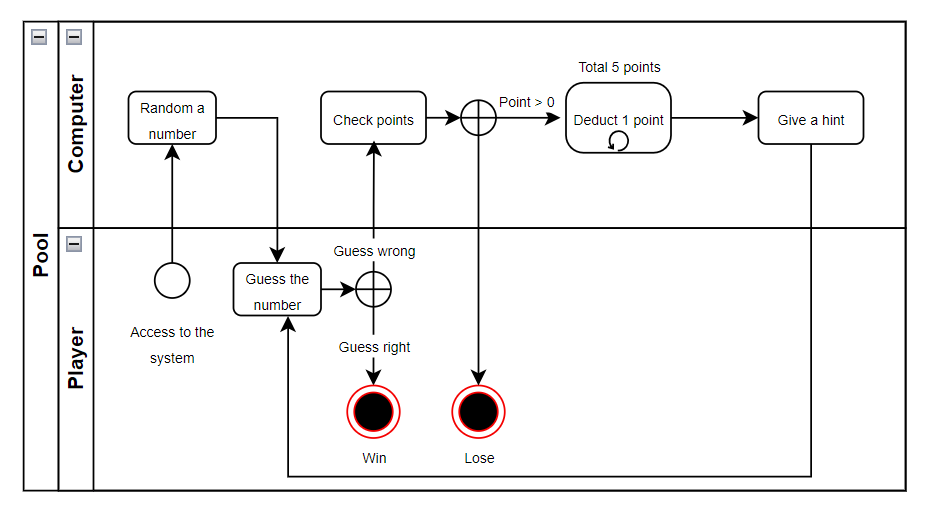 Pool
Computer
Player
Total 5 points
Random a
number
Check points
Point > 0
Deduct 1 point
Give a hint
Guess wrong
Guess the
number
Access to the
system
Guess right
Win
Lose